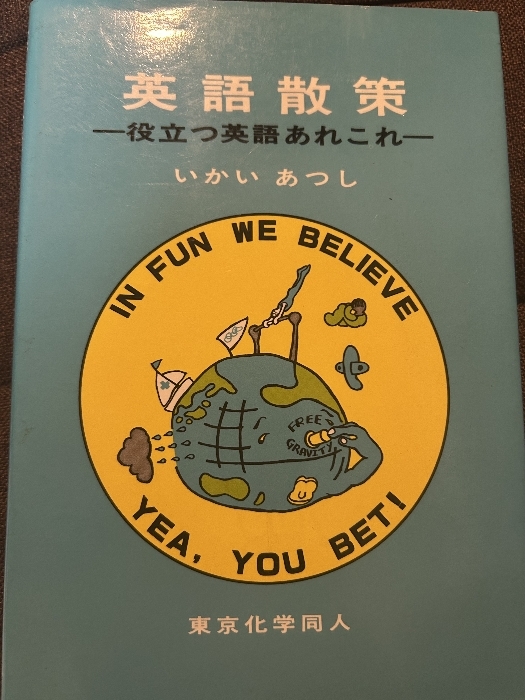 英語散策
―役立つ英語あれこれ―
いかい あつし
IN FUN WE BELIEVE
FREE
GRAVITY
YEA, YOU BET!
東京化学同人